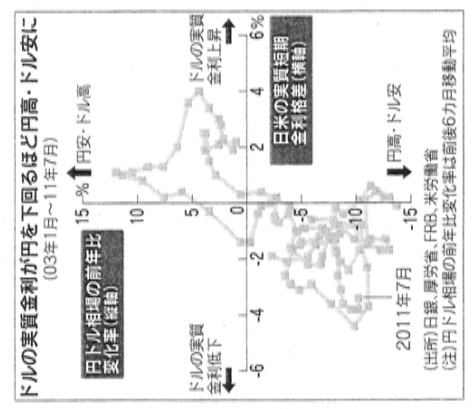 ドルの実質金利が円を下回るほど円高・ドル安に
(03年1月〜11年7月)
円ドル相場の前年比
変化率(縦軸)
% 円安・ドル高
15
10
5
0
-5
-10
-15
ドルの実質
金利低下
ドルの実質
金利上昇
-6
-4
-2
2
4
6%
日米の実質短期
金利格差(横軸)
円高・ドル安
2011年7月
(出所)日銀、厚労省、FRB、米労働省
(注)円ドル相場の前年比変化率は前後6カ月移動平均